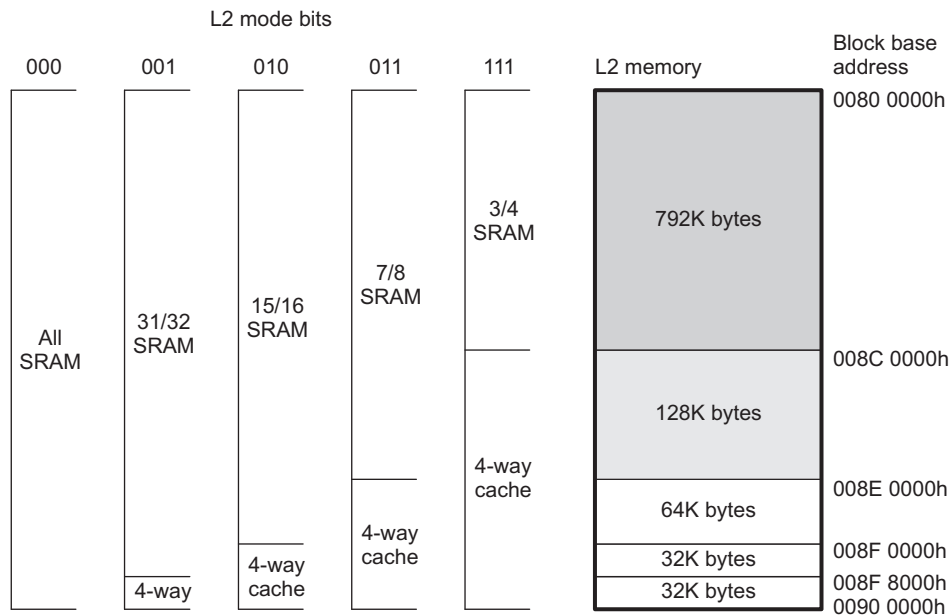 L2 mode bits
000 001 010 011 111 L2 memory
Block base
address
0080 0000h
3/4
SRAM
792K bytes
7/8
SRAM
15/16
SRAM
31/32
SRAM
All
SRAM
008C 0000h
128K bytes
4-way
cache
008E 0000h
64K bytes
4-way
cache
008F 0000h
32K bytes
4-way
cache
008F 8000h
4-way
32K bytes
0090 0000h